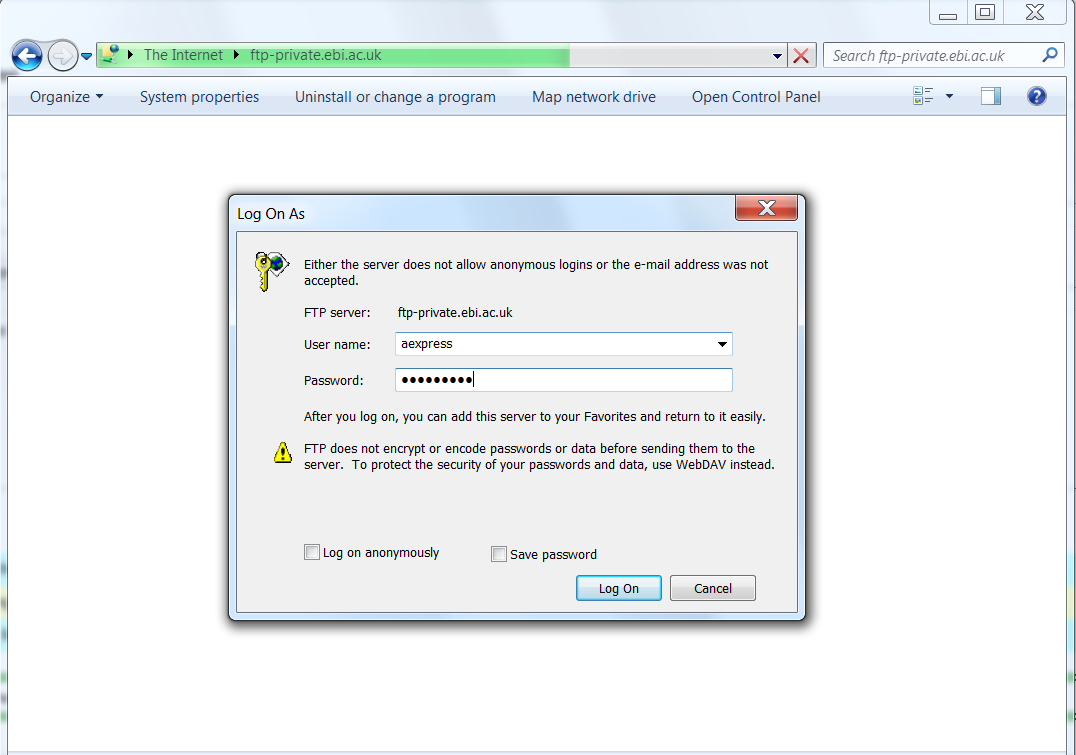 The Internet ftp-private.ebi.ac.uk Search ftp-private.ebi.ac.uk
Organize System properties Uninstall or change a program Map network drive Open Control Panel
Log On As
Either the server does not allow anonymous logins or the e-mail address was not
accepted.
FTP server: ftp-private.ebi.ac.uk
User name: aexpress
Password: ●●●●●●●●●
After you log on, you can add this server to your Favorites and return to it easily.
FTP does not encrypt or encode passwords or data before sending them to the
server. To protect the security of your passwords and data, use WebDAV instead.
Log on anonymously Save password
Log On Cancel